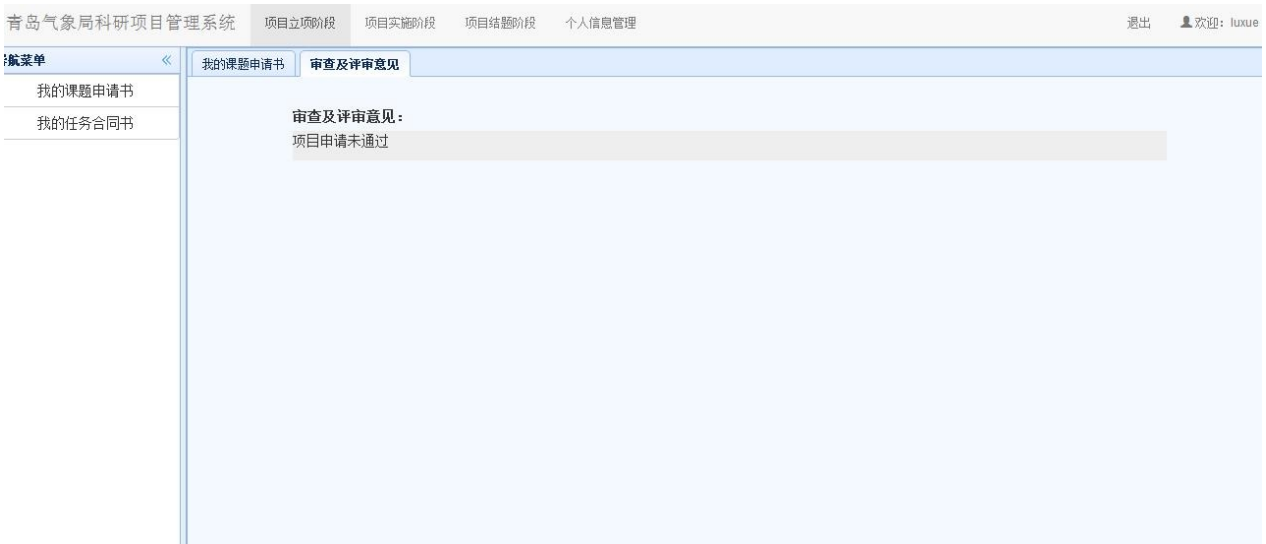 青岛气象局科研项目管理系统 项目立项阶段 项目实施阶段 项目结题阶段 个人信息管理 退出 欢迎: luxue
航菜单 «
我的课题申请书 审查及评审意见
我的课题申请书
我的任务合同书
审查及评审意见:
项目申请未通过